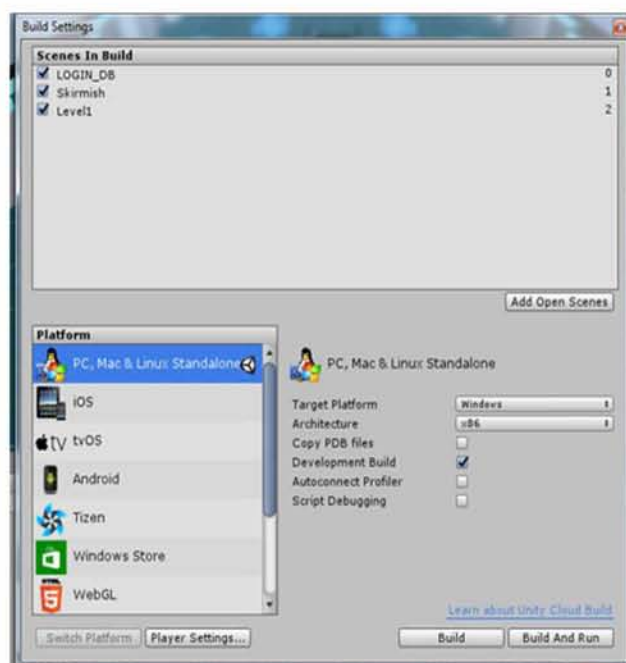 Build Settings
Scenes In Build
LOGIN_DB 0
Skirmish 1
Level1 2
Add Open Scenes
Platform
PC, Mac & Linux Standalone
iOS
tv tvOS
Android
Tizen
Windows Store
HTML
5 WebGL
PC, Mac & Linux Standalone
Target Platform Windows
Architecture x86
Copy PDB files
Development Build
Autoconnect Profiler
Script Debugging
Learn about Unity Cloud Build
Switch Platform Player Settings... Build Build And Run